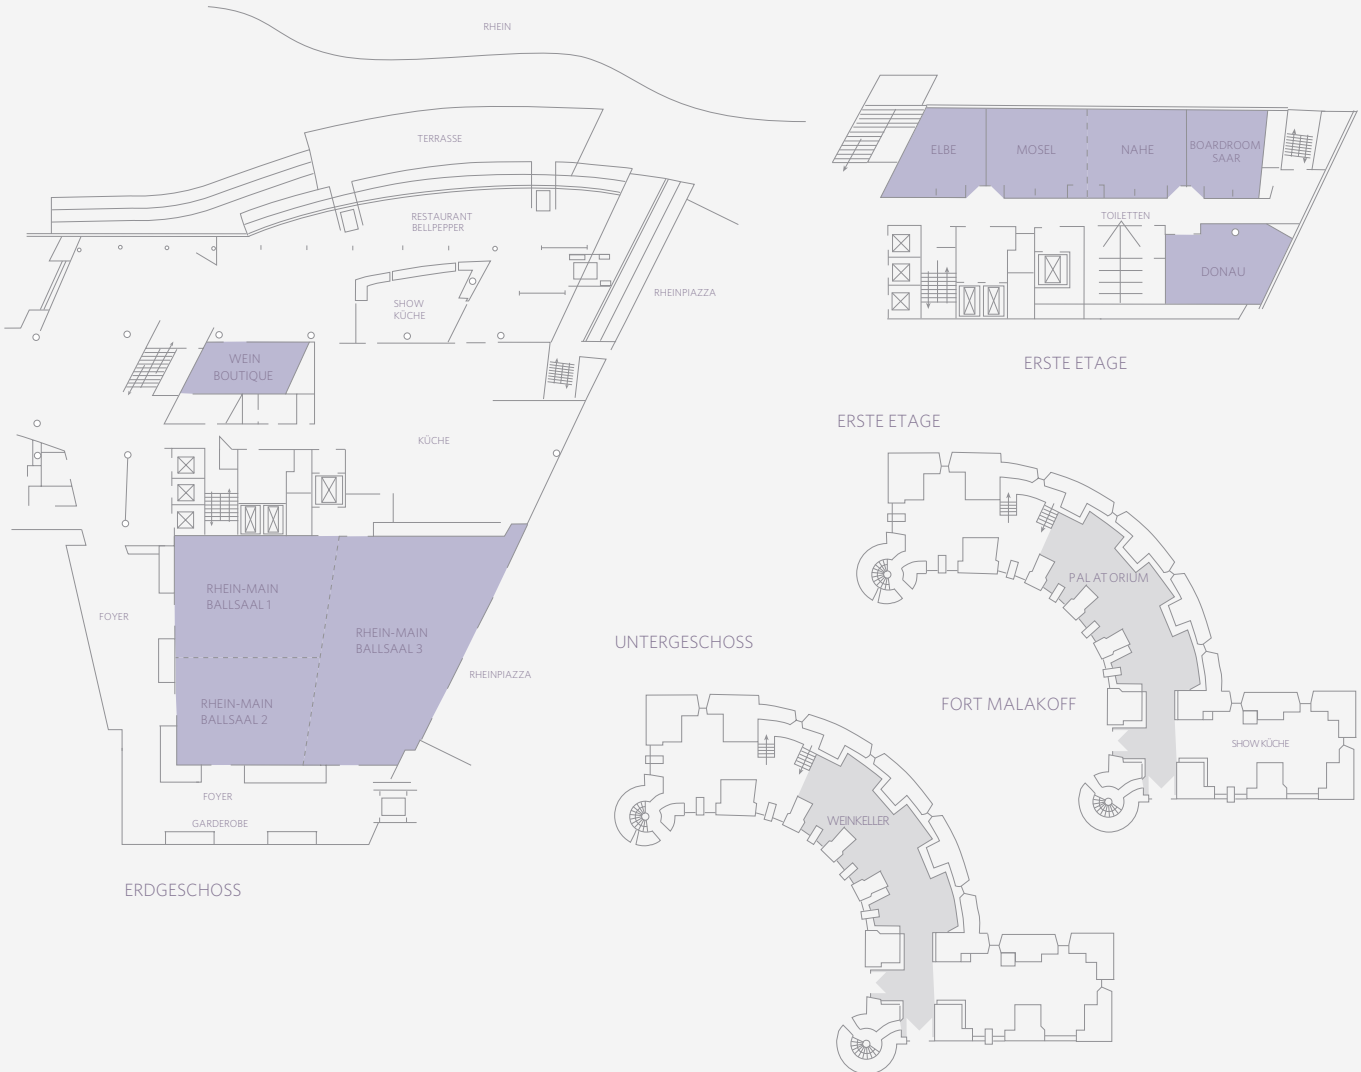 RHEIN
TERRASSE
RESTAURANT
BELLPEPPER
SHOW
KÜCHE
RHEINPIAZZA
WEIN
BOUTIQUE
KÜCHE
RHEIN-MAIN
BALLSAAL 1
RHEIN-MAIN
BALLSAAL 3
FOYER
RHEINPIAZZA
RHEIN-MAIN
BALLSAAL 2
FOYER
GARDEROBE
ERDGESCHOSS
ELBE
MOSEL
NAHE
BOARDROOM
SAAR
TOILETTEN
DONAU
ERSTE ETAGE
ERSTE ETAGE
PALATORIUM
UNTERGESCHOSS
FORT MALAKOFF
SHOWKÜCHE
WEINKELLER